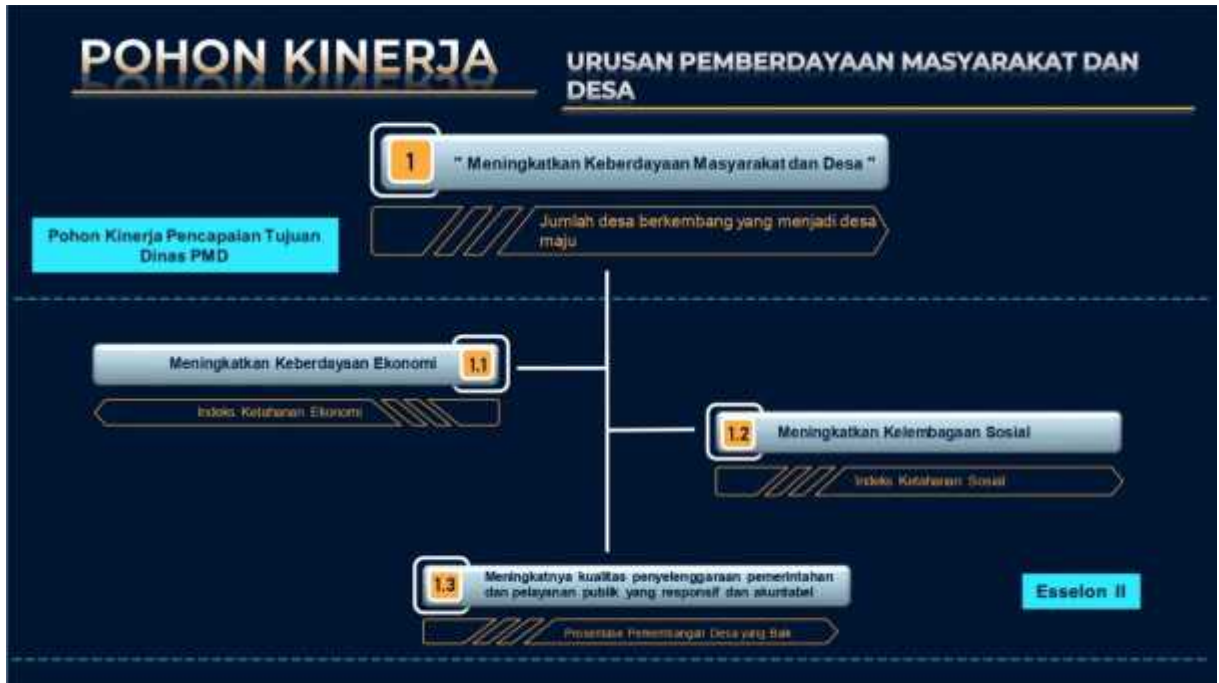 POHON KINERJA
URUSAN PEMBERDAYAAN MASYARAKAT DAN
DESA
1
" Meningkatkan Keberdayaan Masyarakat dan Desa "
Jumlah desa berkembang yang menjadi desa
maju
Pohon Kinerja Pencapaian Tujuan
Dinas PMD
Meningkatkan Keberdayaan Ekonomi
1.1
Indeks Ketahanan Ekonomi
1.2
Meningkatkan Kelembagaan Sosial
Indeks Ketahanan Sosial
1.3
Meningkatnya kualitas penyelenggaraan pemerintahan
dan pelayanan publik yang responsif dan akuntabel
Desa yang Baik
Esselon II